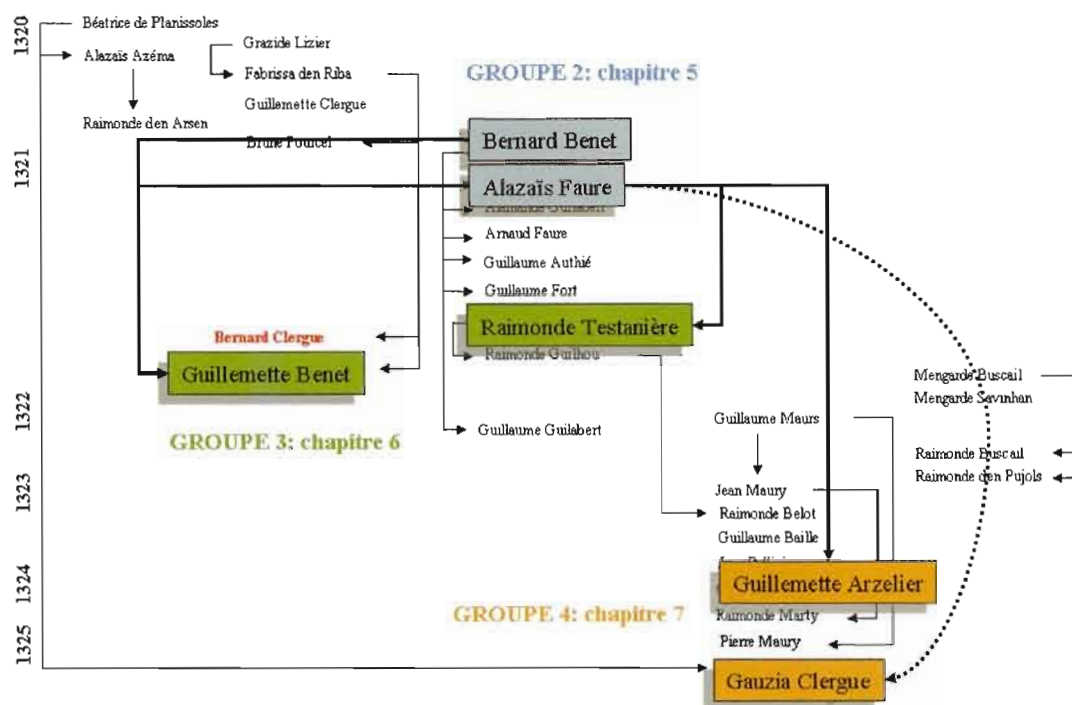 1320
Béatrice de Planissoles
Alazaïs Azéma
Grazide Lizier
Fabrissa den Riba
GROUPE 2: chapitre 5
Guillemette Clergue
Raimonde den Arsen
Brune Pourcel
Bernard Benet
1321
Alazaïs Faure
Arnaud Faure
Guillaume Authié
Guillaume Fort
Raimonde Testanière
Bernard Clergue
Raimonde Guilhou
Guillemette Benet
Mengarde Buscail
Mengarde Savinhan
1322
Guillaume Maurs
Guillaume Guilabert
GROUPE 3: chapitre 6
Raimonde Buscail
Raimonde den Pujols
1323
Jean Maury
Raimonde Belot
Guillaume Baille
1324
Guillemette Arzelier
GROUPE 4: chapitre 7
Raimonde Marty
1325
Pierre Maury
Gauzia Clergue